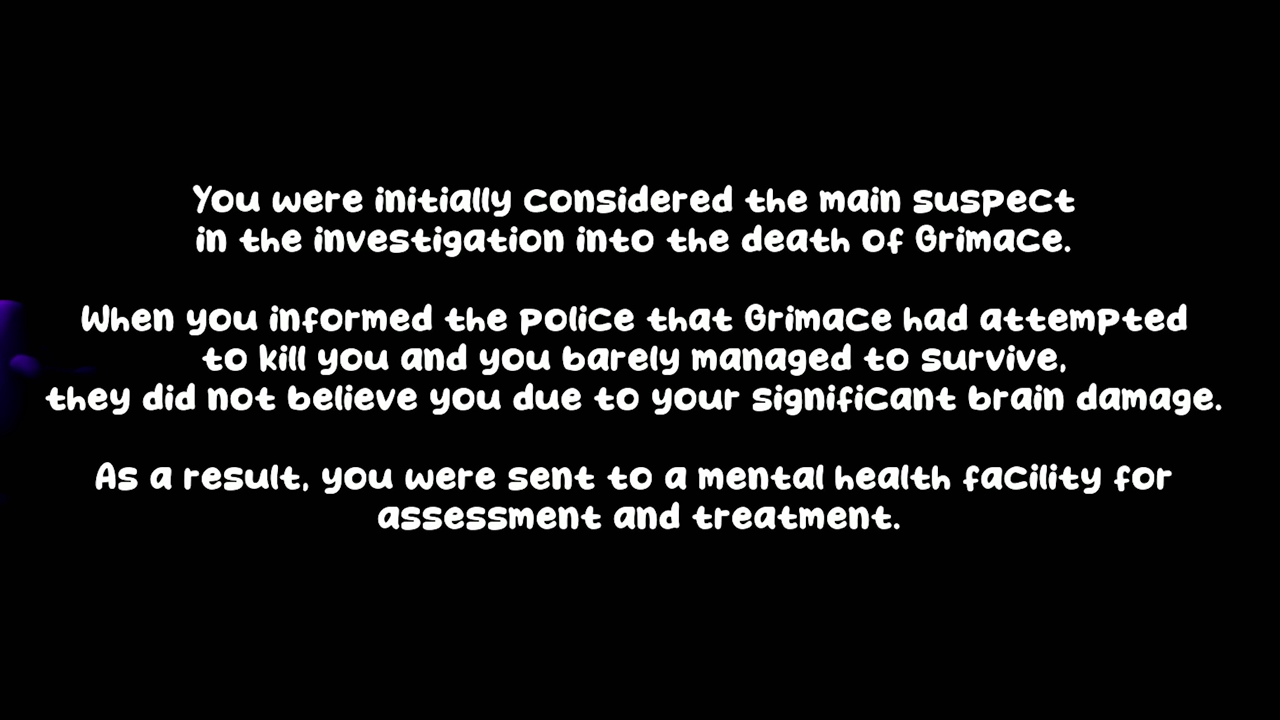 You were initially considered the main suspect
in the investigation into the death of Grimace.
When you informed the police that Grimace had attempted
to kill you and you barely managed to survive,
they did not believe you due to your significant brain damage.
As a result, you were sent to a mental health facility for
assessment and treatment.